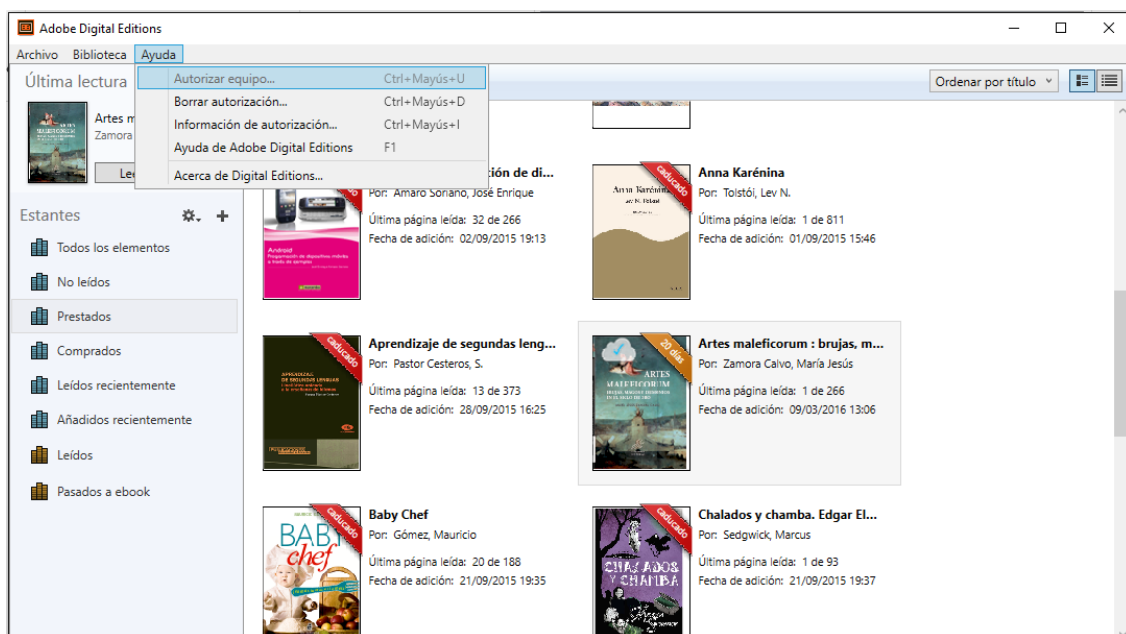 Adobe Digital Editions
Archivo Biblioteca Ayuda
Autorizar equipo... Ctrl+Mayús+U
Borrar autorización... Ctrl+Mayús+D
Información de autorización... Ctrl+Mayús+I
Ayuda de Adobe Digital Editions F1
Acerca de Digital Editions...
Última lectura
Ordenar por título
Artes m
Zamora
Le
Estantes
Todos los elementos
No leídos
Prestados
Comprados
Leídos recientemente
Añadidos recientemente
Leídos
Pasados a ebook
ción de di...
Por: Amaro Soriano, José Enrique
Última página leída: 32 de 266
Fecha de adición: 02/09/2015 19:13
Android
caducado
Anna Karénina
Lev N. Tolstói
Anna Karénina
Por: Tolstói, Lev N.
Última página leída: 1 de 811
Fecha de adición: 01/09/2015 15:46
caducado
APRENDIZAJE
DE SEGUNDAS LENGUAS
Aprendizaje de segundas leng...
Por: Pastor Cesteros, S.
Última página leída: 13 de 373
Fecha de adición: 28/09/2015 16:25
20 días
ARTES
MALEFICORUM
Artes maleficorum : brujas, m...
Por: Zamora Calvo, María Jesús
Última página leída: 1 de 266
Fecha de adición: 09/03/2016 13:06
caducado
BABY
chef
Baby Chef
Por: Gómez, Mauricio
Última página leída: 20 de 188
Fecha de adición: 21/09/2015 19:35
caducado
CHALADOS
Y CHAMBA
Chalados y chamba. Edgar El...
Por: Sedgwick, Marcus
Última página leída: 1 de 93
Fecha de adición: 21/09/2015 19:37